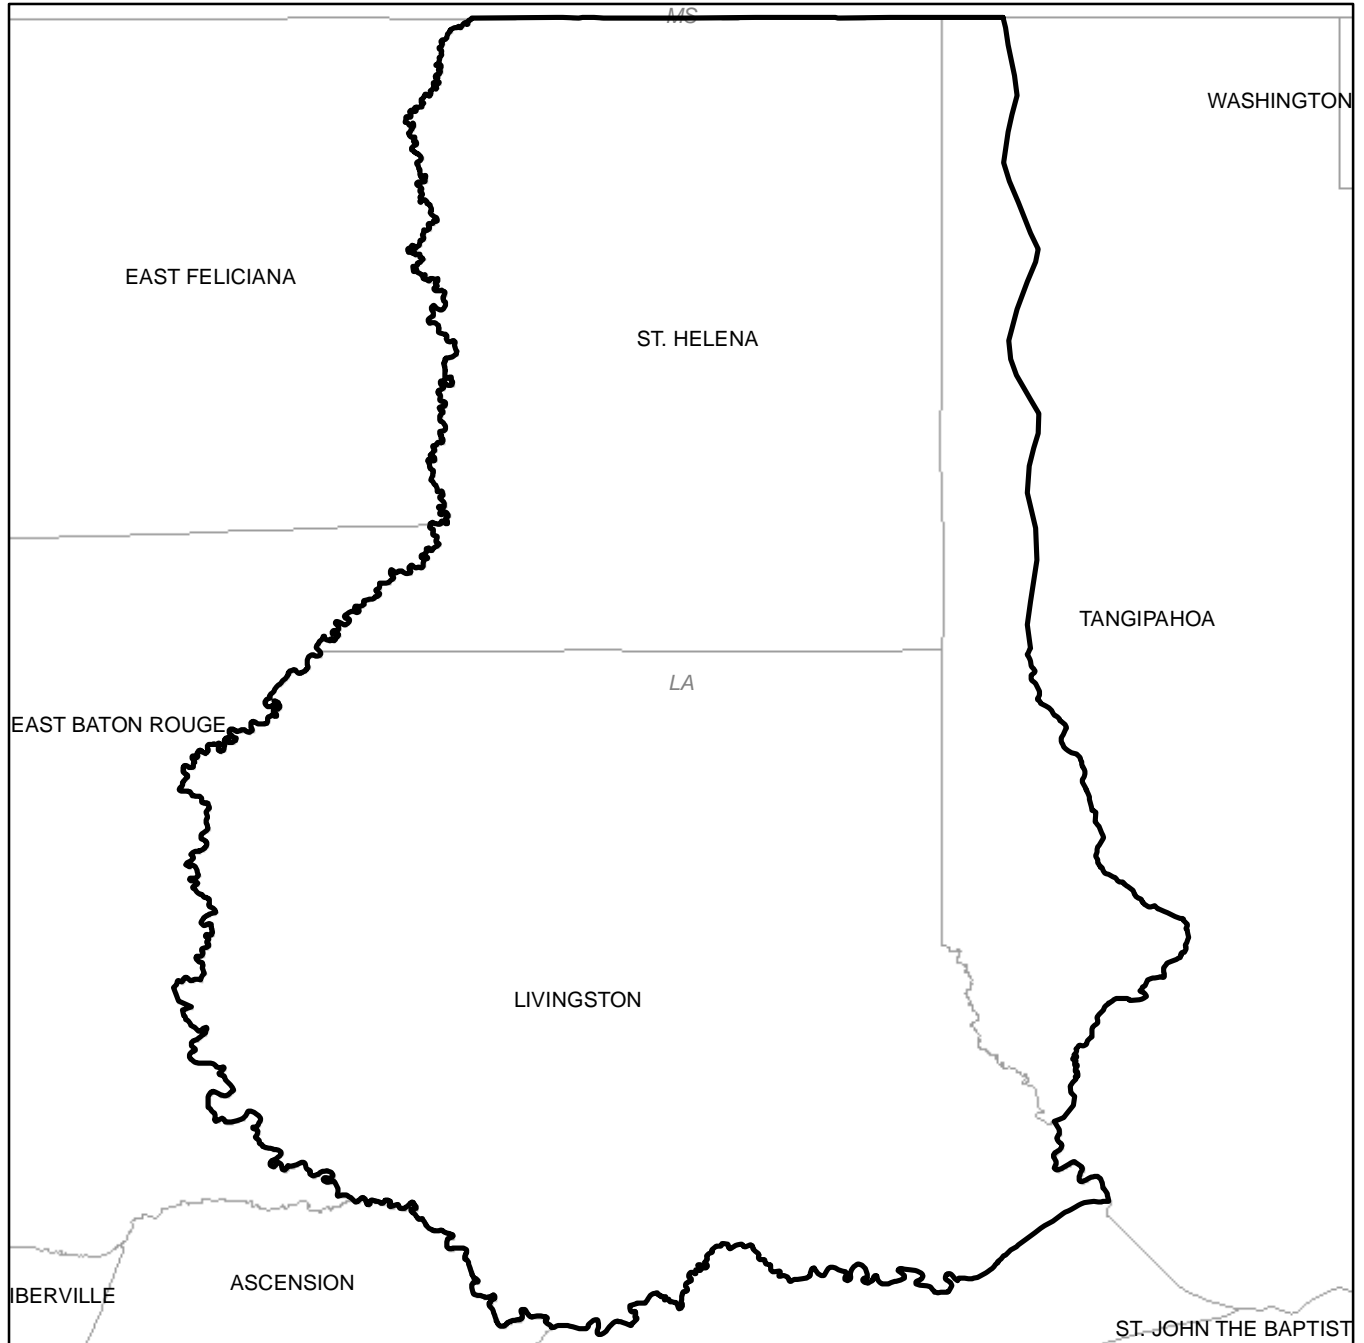 MS
WASHINGTON
EAST FELICIANA
ST. HELENA
TANGIPAHOA
LA
EAST BATON ROUGE
LIVINGSTON
ASCENSION
IBERVILLE
ST. JOHN THE BAPTIST